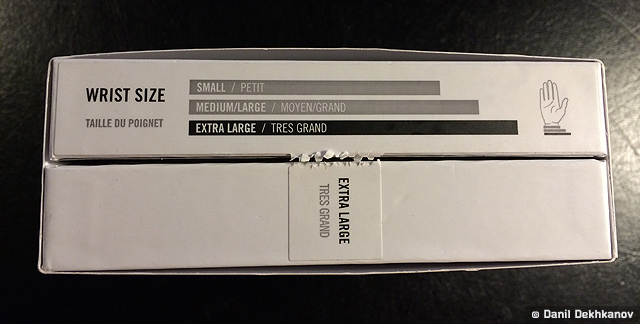 WRIST SIZE
TAILLE DU POIGNET
SMALL / PETIT
MEDIUM/LARGE / MOYEN/GRAND
EXTRA LARGE / TRES GRAND
EXTRA LARGE
TRES GRAND
© Danil Dekhkanov